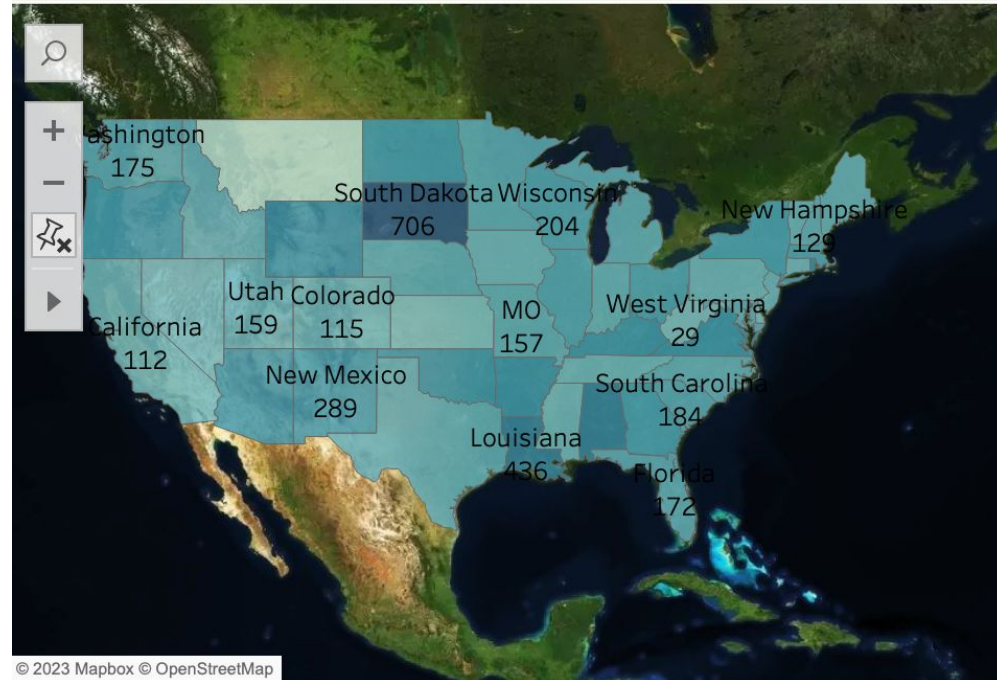 ashington
175
South Dakota
706
Wisconsin
204
New Hampshire
129
Utah
159
Colorado
115
MO
157
West Virginia
29
California
112
New Mexico
289
South Carolina
184
Louisiana
436
Florida
172
© 2023 Mapbox © OpenStreetMap